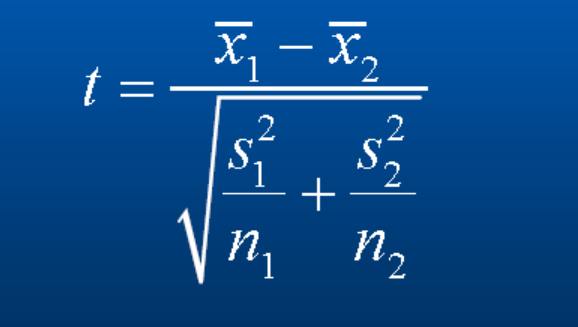 t = (x̄₁ − x̄₂) / √(s₁²/n₁ + s₂²/n₂)